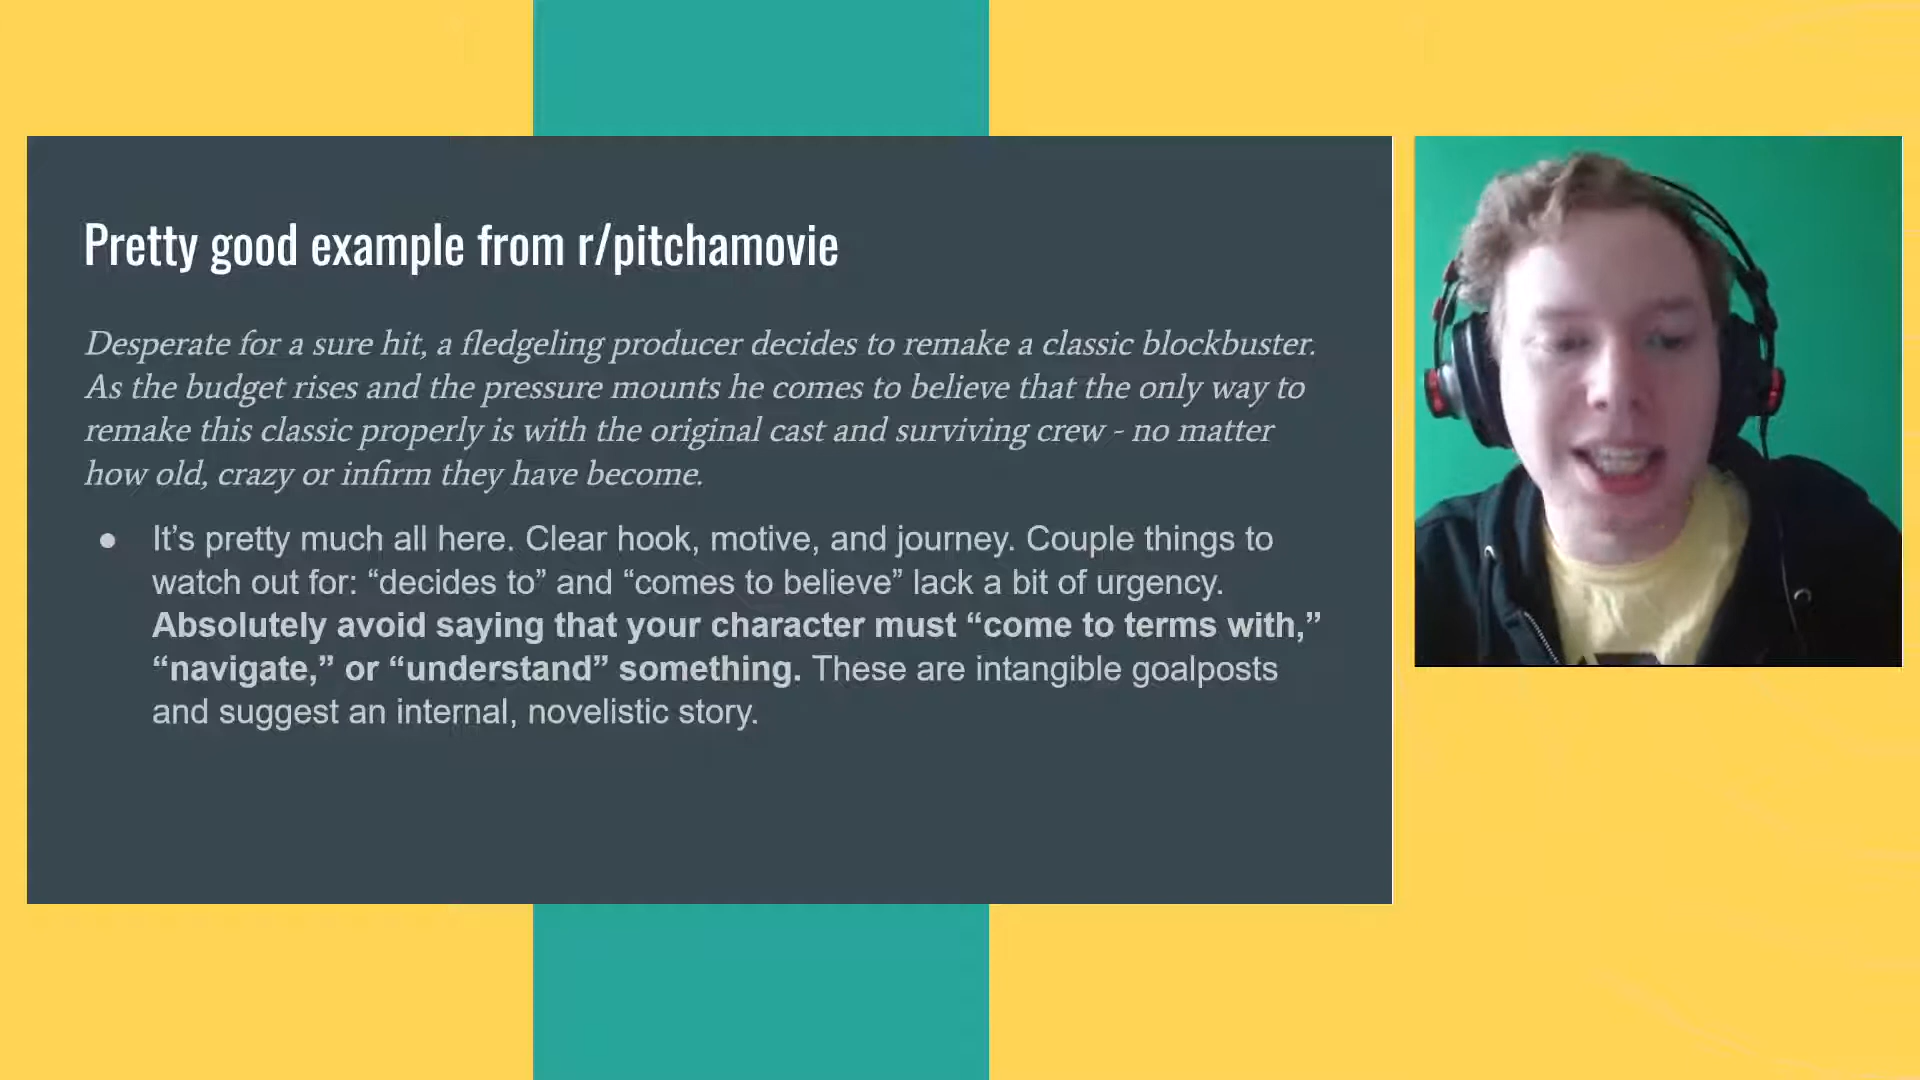 Pretty good example from r/pitchamovie
Desperate for a sure hit, a fledgeling producer decides to remake a classic blockbuster.
As the budget rises and the pressure mounts he comes to believe that the only way to
remake this classic properly is with the original cast and surviving crew - no matter
how old, crazy or infirm they have become.
● It’s pretty much all here. Clear hook, motive, and journey. Couple things to
watch out for: “decides to” and “comes to believe” lack a bit of urgency.
Absolutely avoid saying that your character must “come to terms with,”
“navigate,” or “understand” something. These are intangible goalposts
and suggest an internal, novelistic story.